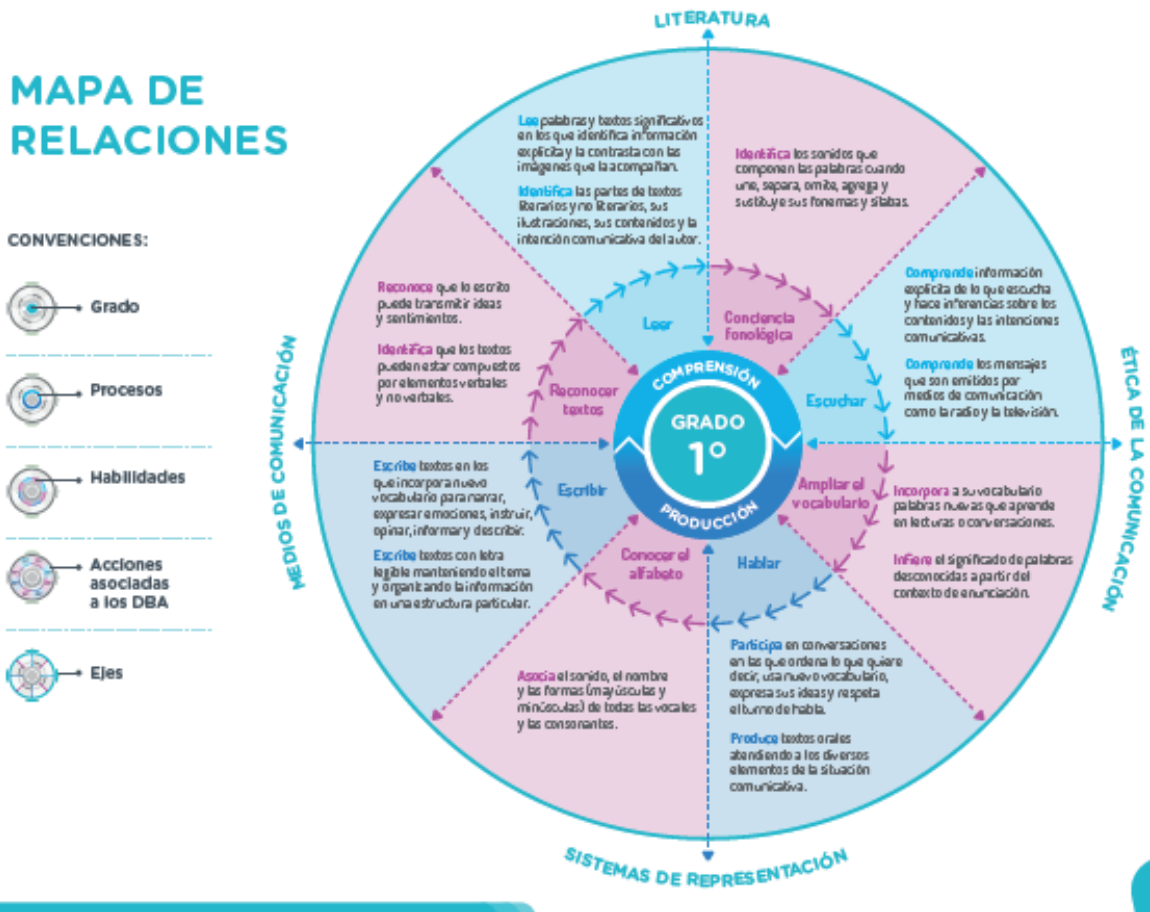 MAPA DE
RELACIONES
CONVENCIONES:
Grado
Procesos
Habilidades
Acciones
asociadas
a los DBA
Ejes
LITERATURA
ÉTICA DE LA COMUNICACIÓN
SISTEMAS DE REPRESENTACIÓN
MEDIOS DE COMUNICACIÓN
COMPRENSIÓN
GRADO
1°
PRODUCCIÓN
Lee palabras y textos significativos
en los que identifica información
explícita y la contrasta con las
imágenes que la acompañan.
Identifica las partes de textos
literarios y no literarios, sus
ilustraciones, sus contenidos y la
intención comunicativa del autor.
Leer
Identifica los sonidos que
componen las palabras cuando
une, separa, omite, agrega y
sustituye sus fonemas y sílabas.
Conciencia
fonológica
Comprende información
explícita de lo que escucha
y hace inferencias sobre los
contenidos y las intenciones
comunicativas.
Comprende los mensajes
que son emitidos por
medios de comunicación
como la radio y la televisión.
Escuchar
Incorpora a su vocabulario
palabras nuevas que aprende
en lecturas o conversaciones.
Infiere el significado de palabras
desconocidas a partir del
contexto de enunciación.
Ampliar el
vocabulario
Hablar
Participa en conversaciones
en las que ordena lo que quiere
decir, usa nuevo vocabulario,
expresa sus ideas y respeta
el turno de habla.
Produce textos orales
atendiendo a los diversos
elementos de la situación
comunicativa.
Conocer el
alfabeto
Asocia el sonido, el nombre
y las formas (mayúsculas y
minúsculas) de todas las vocales
y las consonantes.
Escribir
Escribe textos en los
que incorpora nuevo
vocabulario para narrar,
expresar emociones, instruir,
opinar, informar y describir.
Escribe textos con letra
legible manteniendo el tema
y organizando la información
en una estructura particular.
Reconocer
textos
Reconoce que lo escrito
puede transmitir ideas
y sentimientos.
Identifica que los textos
pueden estar compuestos
por elementos verbales
y no verbales.